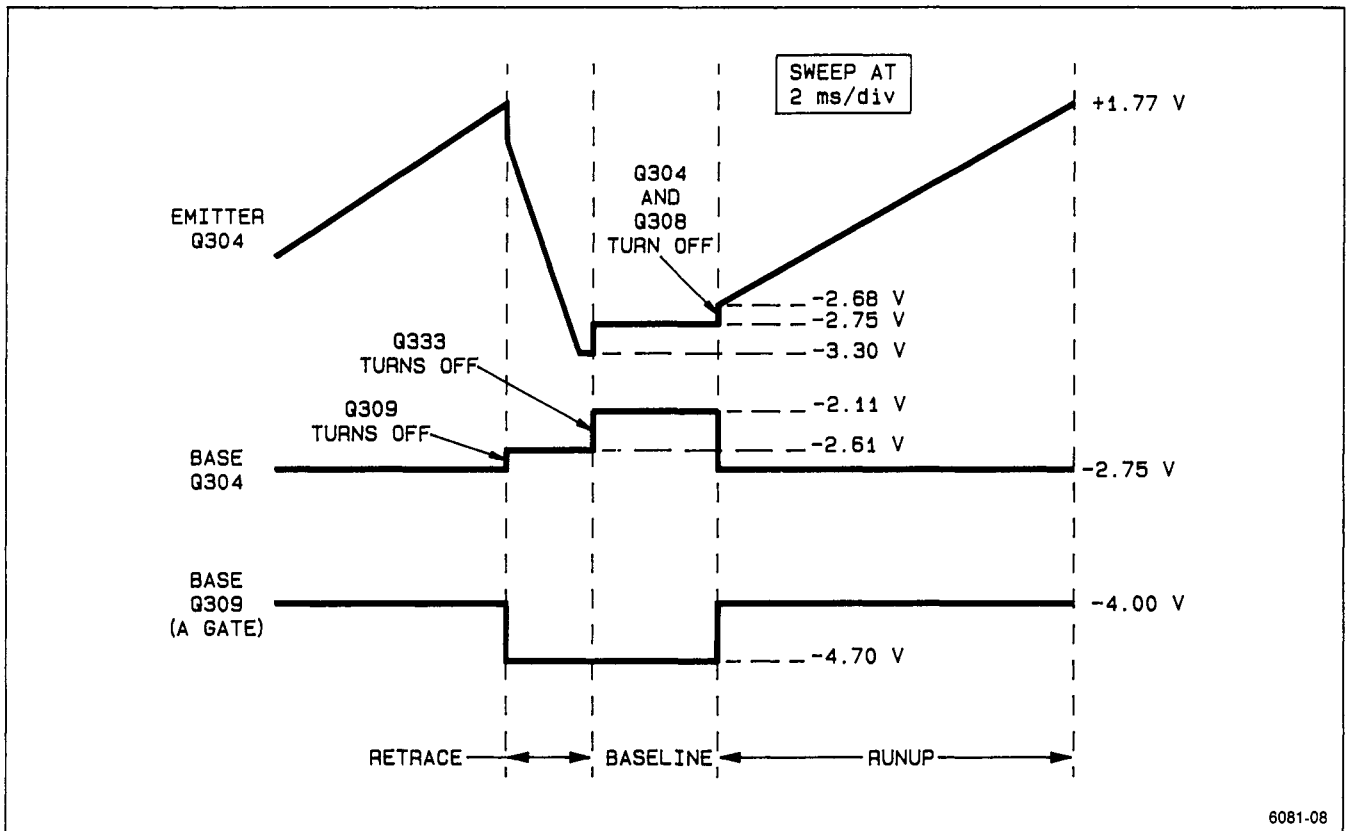 SWEEP AT
2 ms/div
+1.77 V
Q304
AND
Q308
TURN OFF
EMITTER
Q304
-2.68 V
-2.75 V
-3.30 V
Q333
TURNS OFF
Q309
TURNS OFF
-2.11 V
-2.61 V
BASE
Q304
-2.75 V
BASE
Q309
(A GATE)
-4.00 V
-4.70 V
RETRACE
BASELINE
RUNUP
6081-08